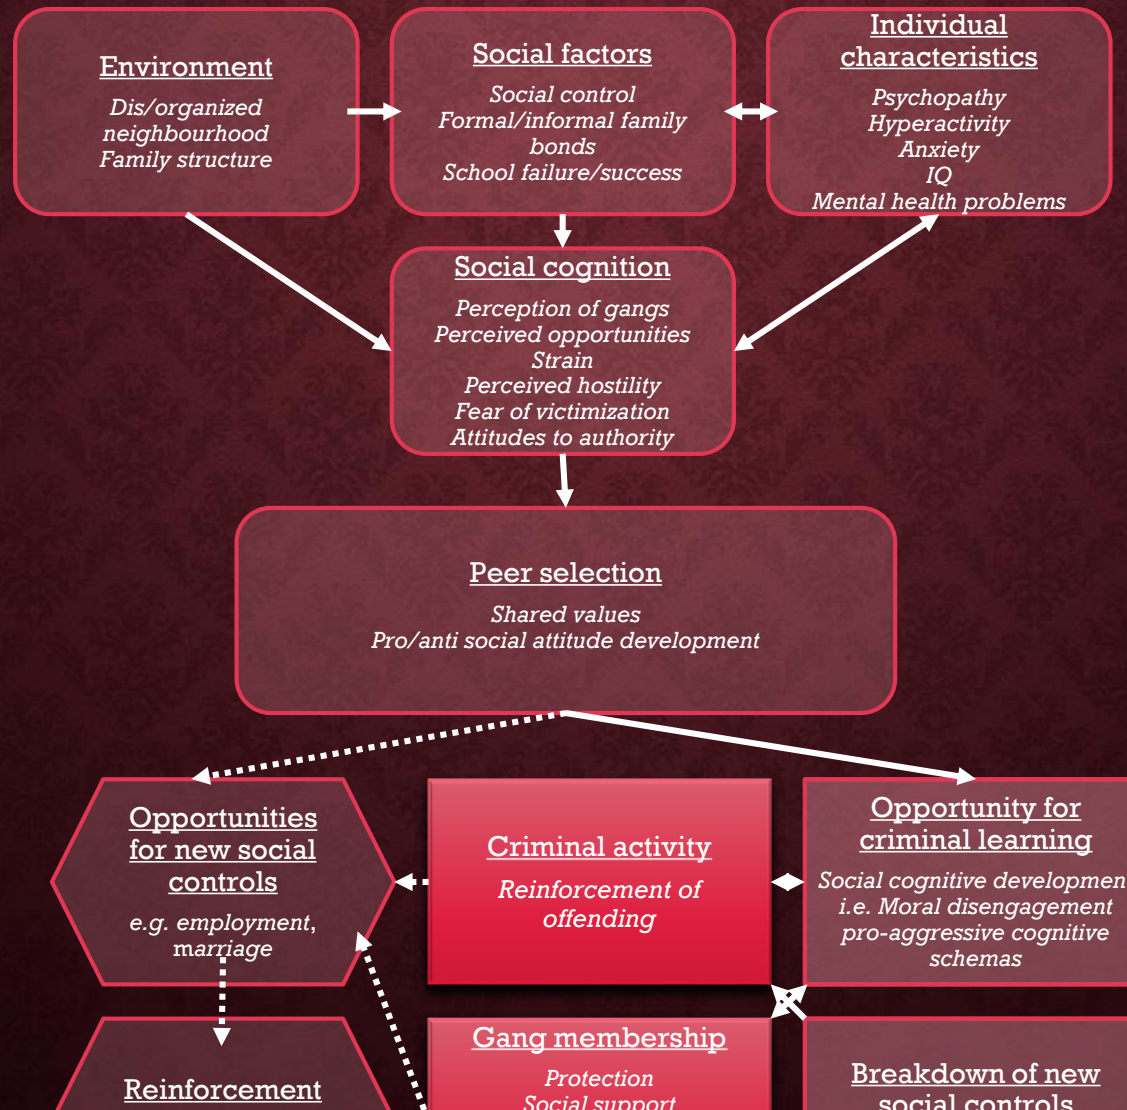 Environment
Dis/organized
neighbourhood
Family structure
Social factors
Social control
Formal/informal family
bonds
School failure/success
Individual
characteristics
Psychopathy
Hyperactivity
Anxiety
IQ
Mental health problems
Social cognition
Perception of gangs
Perceived opportunities
Strain
Perceived hostility
Fear of victimization
Attitudes to authority
Peer selection
Shared values
Pro/anti social attitude development
Opportunities
for new social
controls
e.g. employment,
marriage
Criminal activity
Reinforcement of
offending
Opportunity for
criminal learning
Social cognitive developmen
i.e. Moral disengagement
pro-aggressive cognitive
schemas
Reinforcement
Gang membership
Protection
Social support
Breakdown of new
social controls